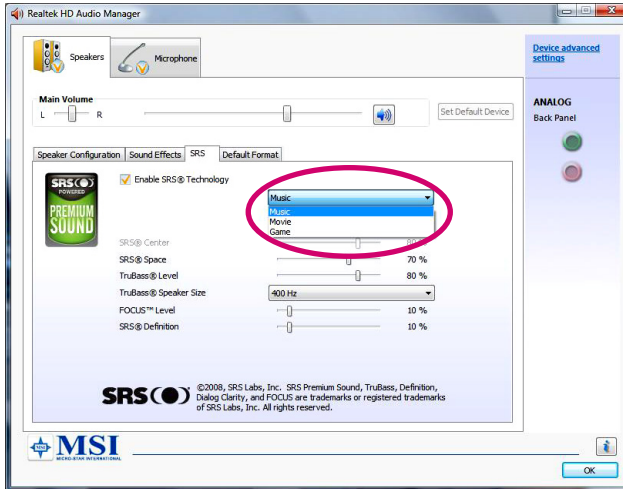 Realtek HD Audio Manager
Speakers
Microphone
Device advanced
settings
Main Volume
L
R
Set Default Device
ANALOG
Back Panel
Speaker Configuration
Sound Effects
SRS
Default Format
SRS
POWERED
PREMIUM
SOUND
Enable SRS® Technology
Music
Music
Movie
Game
SRS® Center
SRS® Space
70 %
TruBass® Level
80 %
TruBass® Speaker Size
400 Hz
FOCUS™ Level
10 %
SRS® Definition
10 %
SRS
©2008, SRS Labs, Inc. SRS Premium Sound, TruBass, Definition,
Dialog Clarity, and FOCUS are trademarks or registered trademarks
of SRS Labs, Inc. All rights reserved.
MSI
MSI
MICRO-STAR INTERNATIONAL
i
OK